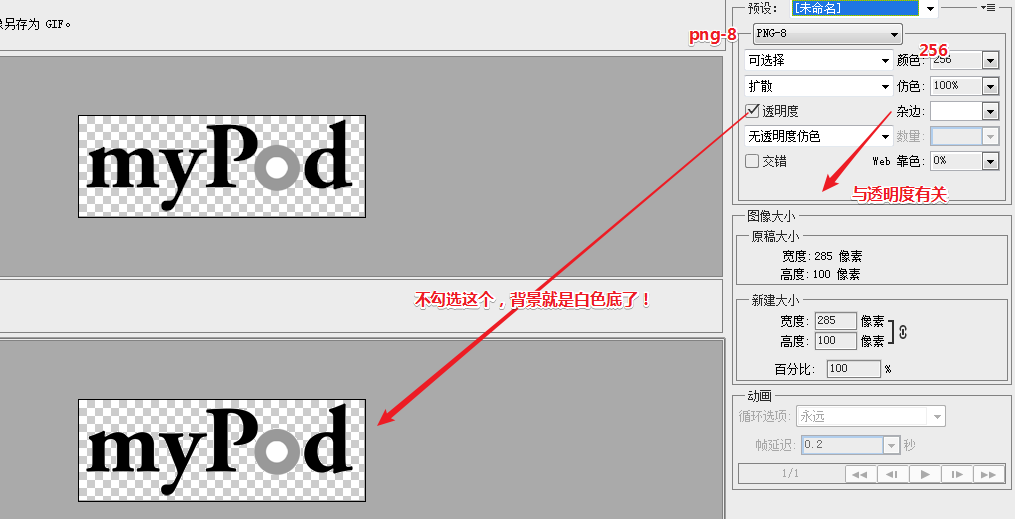 像另存为 GIF。
预设: [未命名]
png-8
PNG-8
256
可选择 颜色: 256
扩散 仿色: 100%
透明度 杂边:
无透明度仿色 数量:
交错 Web 靠色: 0%
与透明度有关
myPod
图像大小
原稿大小
宽度: 285 像素
高度: 100 像素
不勾选这个，背景就是白色底了！
新建大小
宽度: 285 像素
高度: 100 像素
百分比: 100 %
myPod
动画
循环选项: 永远
帧延迟: 0.2 秒
1/1